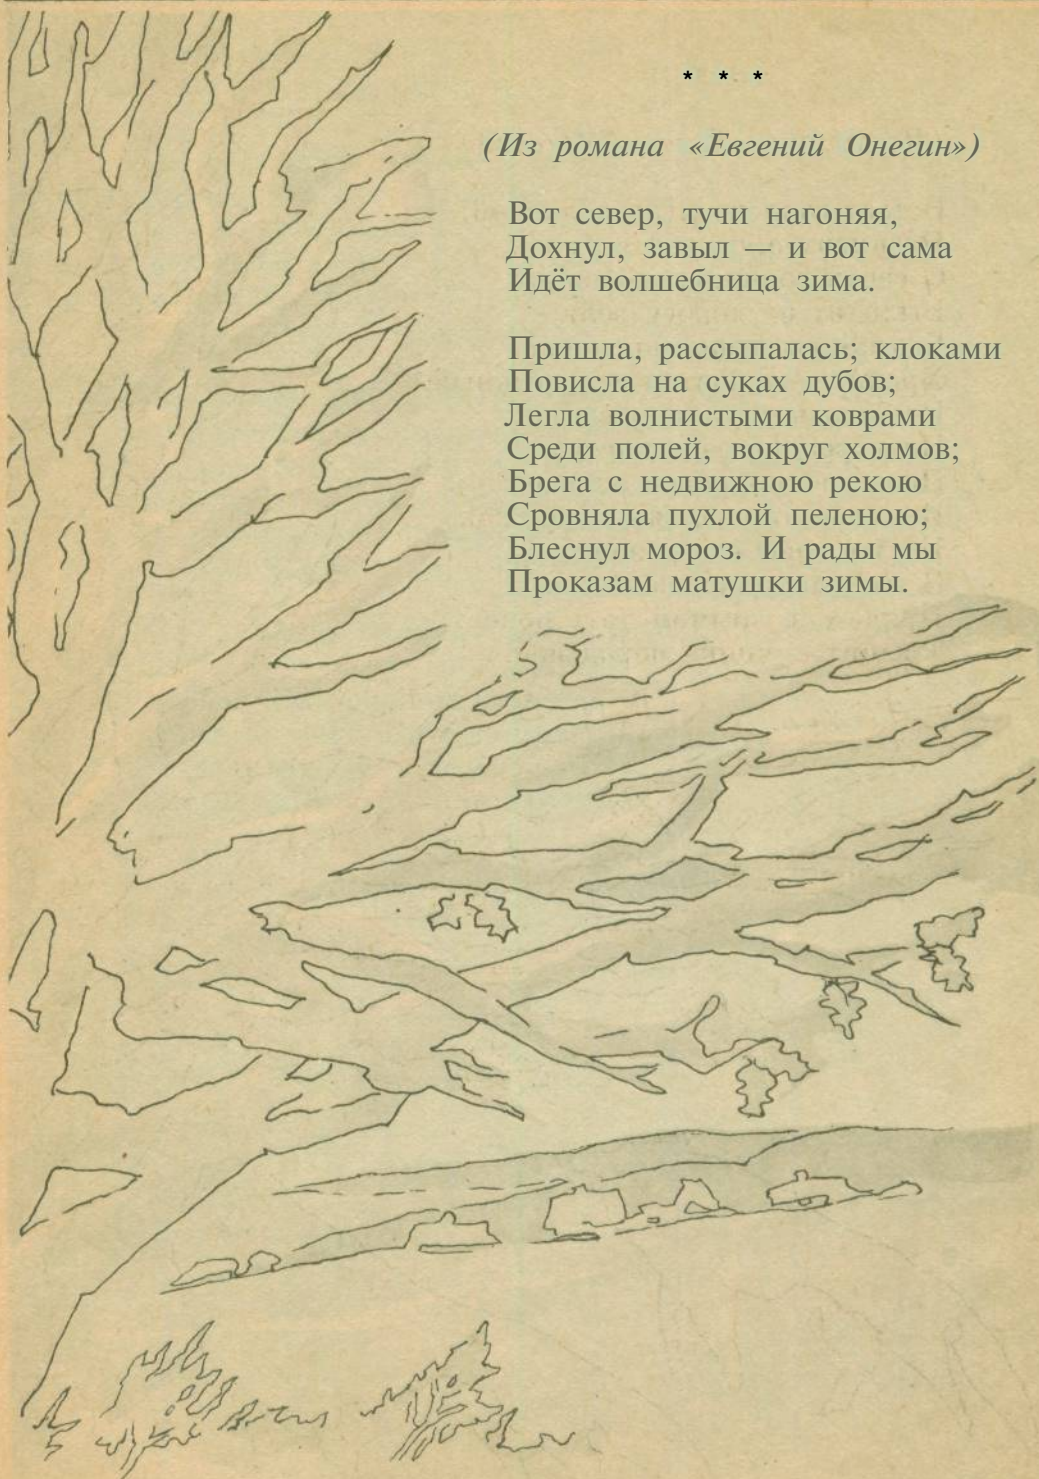 * * *
(Из романа «Евгений Онегин»)
Вот север, тучи нагоняя,
Дохнул, завыл — и вот сама
Идёт волшебница зима.
Пришла, рассыпалась; клоками
Повисла на суках дубов;
Легла волнистыми коврами
Среди полей, вокруг холмов;
Брега с недвижною рекою
Сровняла пухлой пеленою;
Блеснул мороз. И рады мы
Проказам матушки зимы.